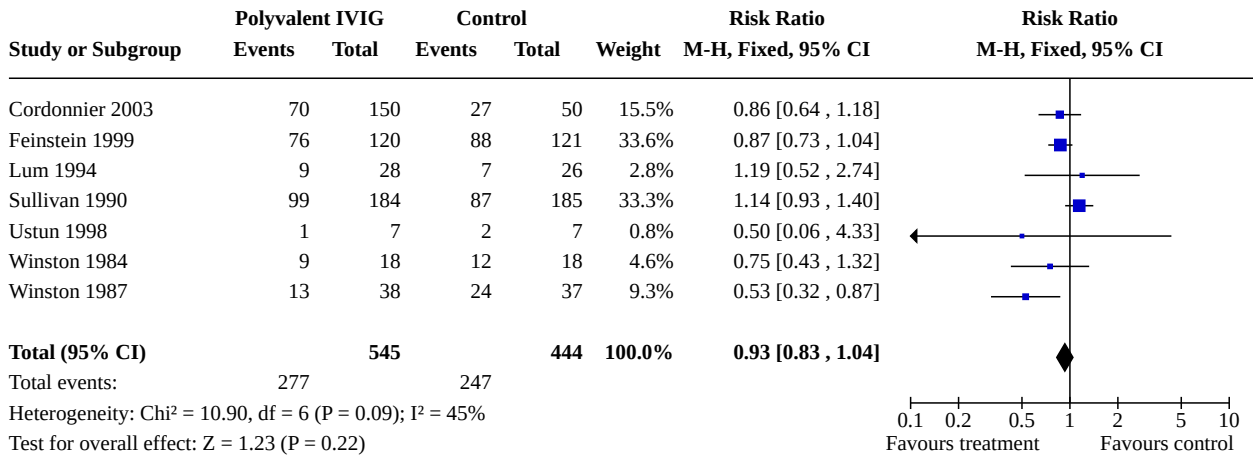 Polyvalent IVIG Control Risk Ratio Risk Ratio
Study or Subgroup Events Total Events Total Weight M-H, Fixed, 95% CI M-H, Fixed, 95% CI
Cordonnier 2003 70 150 27 50 15.5% 0.86 [0.64 , 1.18]
Feinstein 1999 76 120 88 121 33.6% 0.87 [0.73 , 1.04]
Lum 1994 9 28 7 26 2.8% 1.19 [0.52 , 2.74]
Sullivan 1990 99 184 87 185 33.3% 1.14 [0.93 , 1.40]
Ustun 1998 1 7 2 7 0.8% 0.50 [0.06 , 4.33]
Winston 1984 9 18 12 18 4.6% 0.75 [0.43 , 1.32]
Winston 1987 13 38 24 37 9.3% 0.53 [0.32 , 0.87]
Total (95% CI) 545 444 100.0% 0.93 [0.83 , 1.04]
Total events: 277 247
Heterogeneity: Chi² = 10.90, df = 6 (P = 0.09); I² = 45%
Test for overall effect: Z = 1.23 (P = 0.22)
0.1 0.2 0.5 1 2 5 10
Favours treatment Favours control